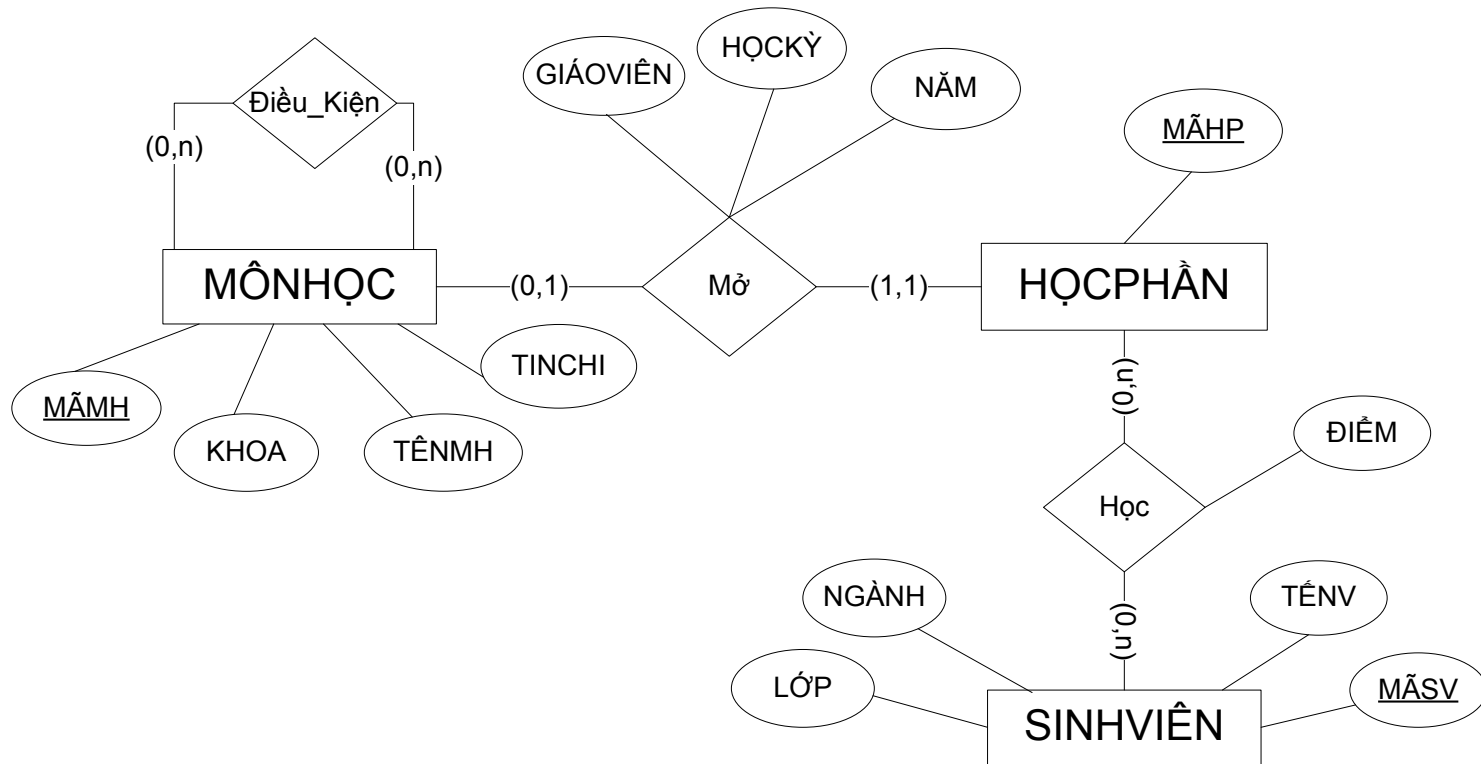 HỌCKỲ
GIÁOVIÊN
NĂM
Điều_Kiện
MÃHP
(0,n)
(0,n)
MÔNHỌC
(0,1)
Mở
(1,1)
HỌCPHẦN
TINCHI
MÃMH
KHOA
TÊNMH
(0,n)
ĐIỂM
Học
NGÀNH
(0,n)
TẾNV
LỚP
MÃSV
SINHVIÊN